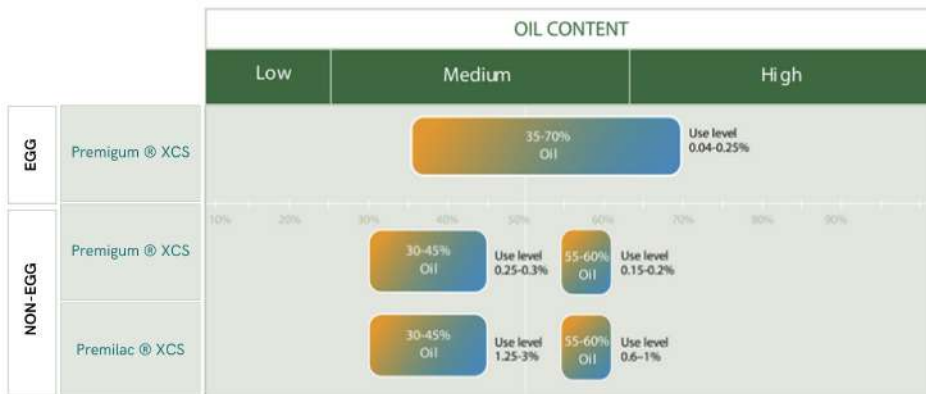 OIL CONTENT
Low Medium High
EGG
Premigum ® XCS
35-70%
Oil
Use level
0.04-0.25%
10% 20% 30% 40% 50% 60% 70% 80% 90%
NON-EGG
Premigum ® XCS
30-45%
Oil
Use level
0.25-0.3%
55-60%
Oil
Use level
0.15-0.2%
Premilac ® XCS
30-45%
Oil
Use level
1.25-3%
55-60%
Oil
Use level
0.6-1%